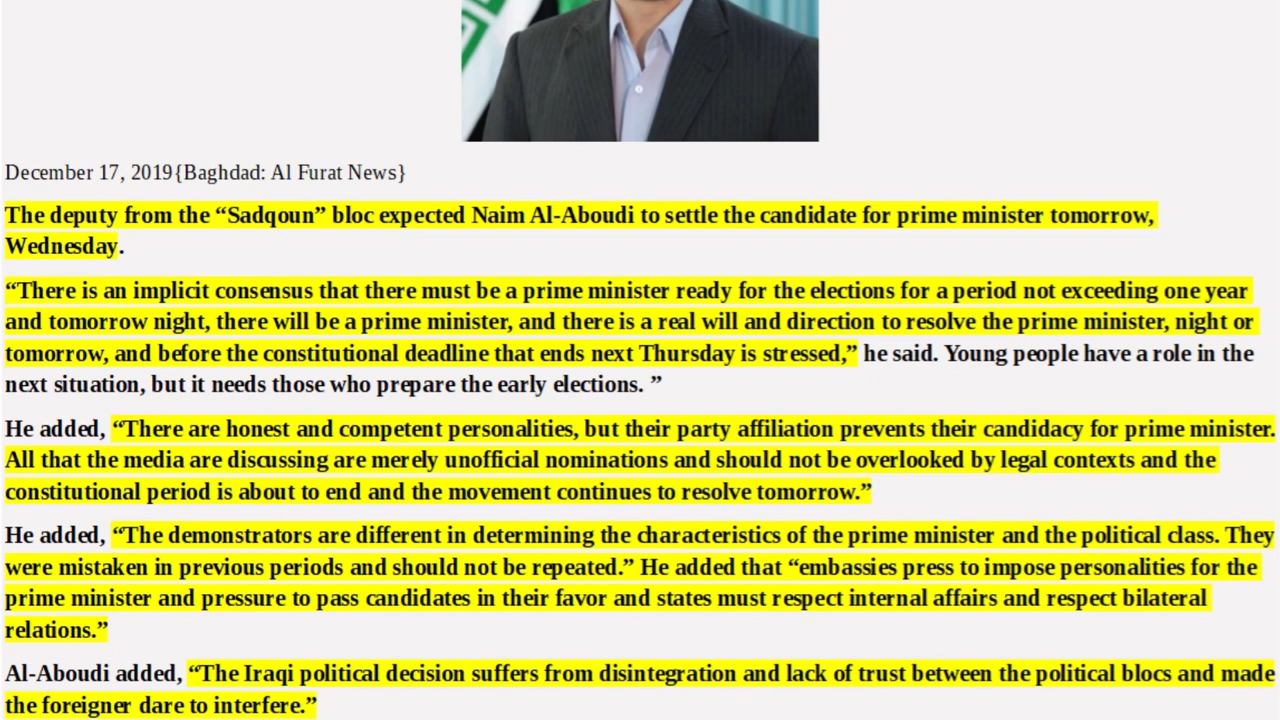 December 17, 2019{Baghdad: Al Furat News}
The deputy from the “Sadqoun” bloc expected Naim Al-Aboudi to settle the candidate for prime minister tomorrow,
Wednesday.
“There is an implicit consensus that there must be a prime minister ready for the elections for a period not exceeding one year
and tomorrow night, there will be a prime minister, and there is a real will and direction to resolve the prime minister, night or
tomorrow, and before the constitutional deadline that ends next Thursday is stressed,” he said. Young people have a role in the
next situation, but it needs those who prepare the early elections. ”
He added, “There are honest and competent personalities, but their party affiliation prevents their candidacy for prime minister.
All that the media are discussing are merely unofficial nominations and should not be overlooked by legal contexts and the
constitutional period is about to end and the movement continues to resolve tomorrow.”
He added, “The demonstrators are different in determining the characteristics of the prime minister and the political class. They
were mistaken in previous periods and should not be repeated.” He added that “embassies press to impose personalities for the
prime minister and pressure to pass candidates in their favor and states must respect internal affairs and respect bilateral
relations.”
Al-Aboudi added, “The Iraqi political decision suffers from disintegration and lack of trust between the political blocs and made
the foreigner dare to interfere.”